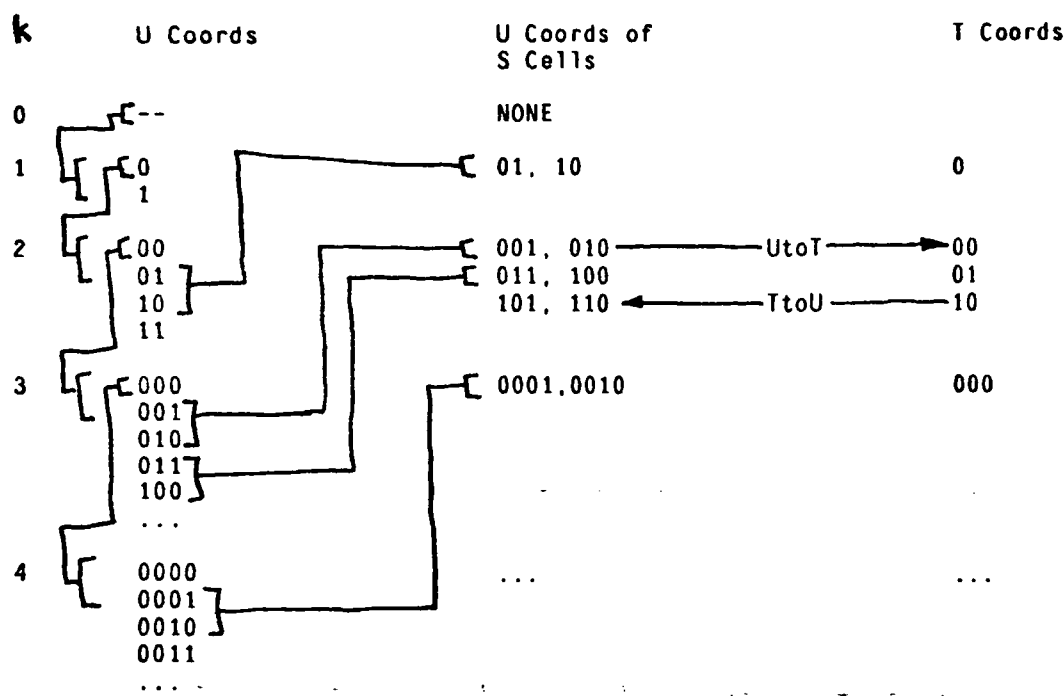 k U Coords U Coords of T Coords
S Cells
0 -- NONE
1 0 01, 10 0
1
2 00 001, 010 UtoT 00
01 011, 100 01
10 101, 110 TtoU 10
11
3 000 0001,0010 000
001
010
011
100
...
4 0000 ... ...
0001
0010
0011
...